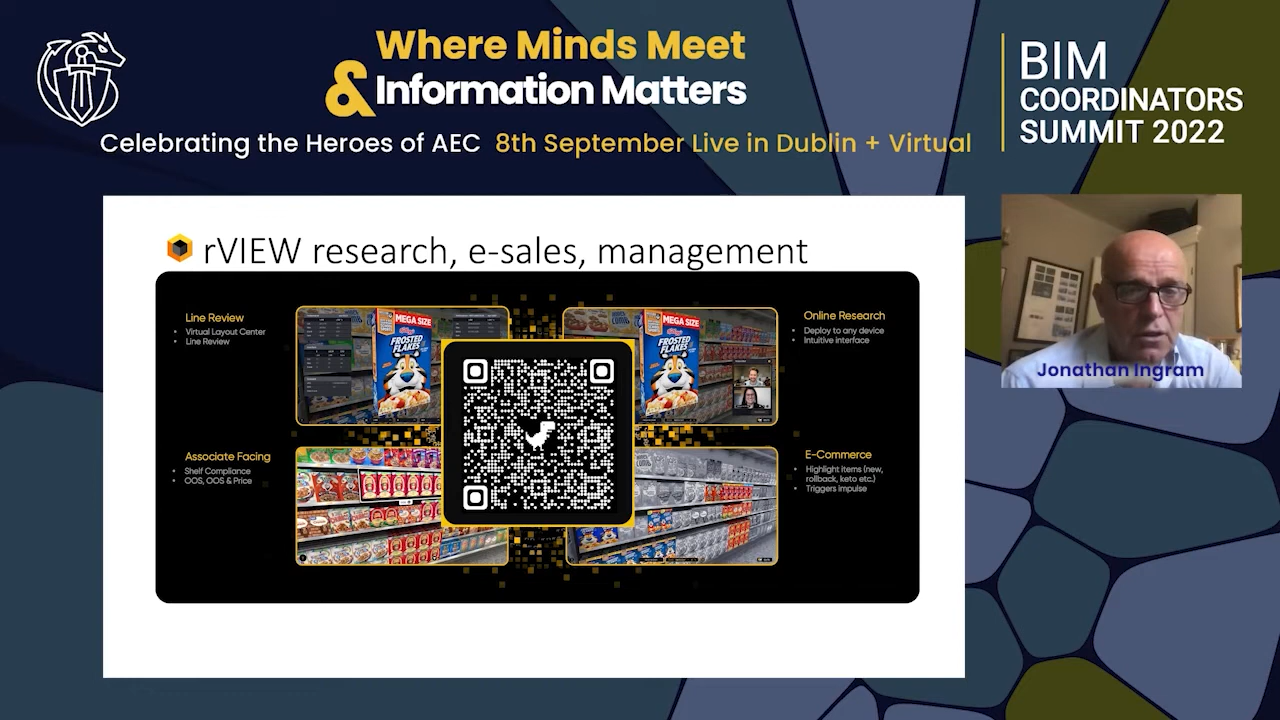 Where Minds Meet
& Information Matters
Celebrating the Heroes of AEC 8th September Live in Dublin + Virtual
BIM
COORDINATORS
SUMMIT 2022
rVIEW research, e-sales, management
Line Review
• Virtual Layout Center
• Line Review
MEGA SIZE
Kellogg's
FROSTED
FLAKES
MEGA SIZE
Kellogg's
FROSTED
FLAKES
Online Research
• Deploy to any device
• Intuitive interface
Associate Facing
• Shelf Compliance
• OOS, OOS & Price
E-Commerce
• Highlight items (new,
rollback, keto etc.)
• Triggers impulse
Jonathan Ingram